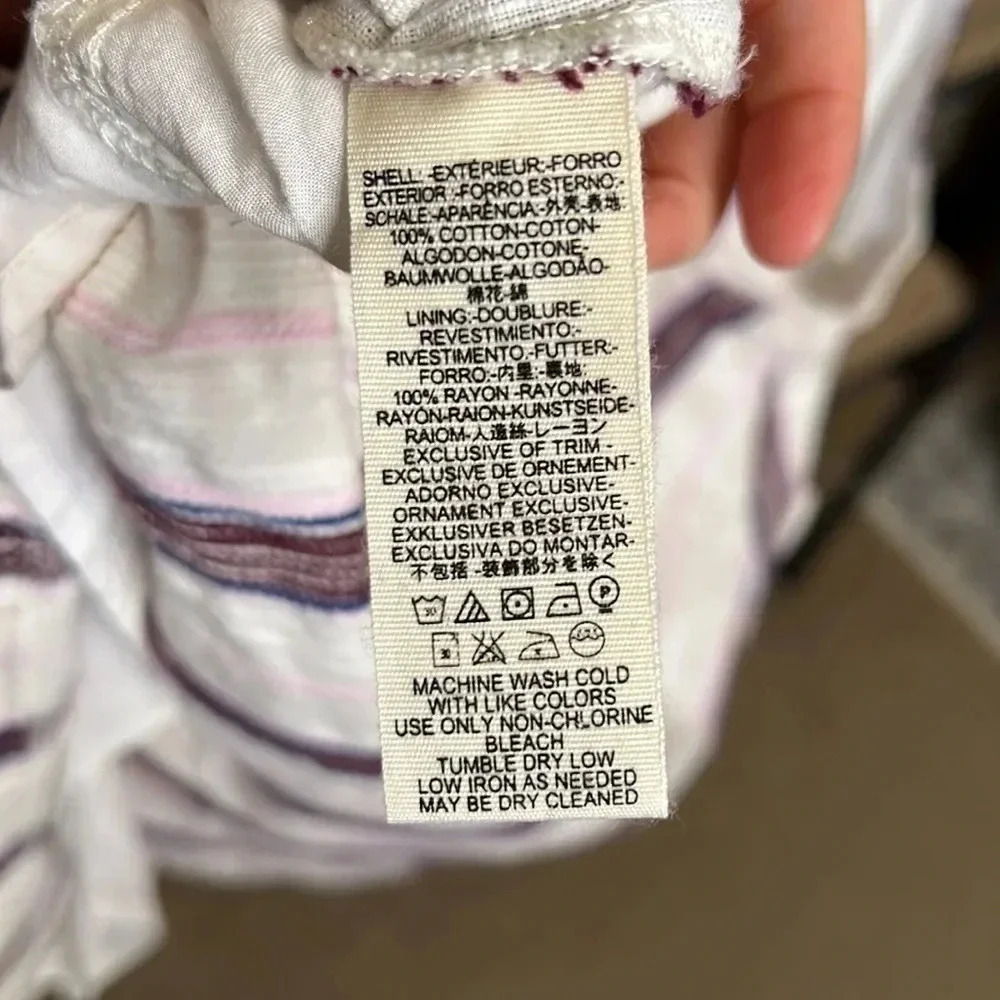 SHELL -EXTÉRIEUR:-FORRO
EXTERIOR -FORRO ESTERNO:-
SCHALE:-APARÊNCIA-外夾-表地
100% COTTON-COTON-
ALGODON-COTONE-
BAUMWOLLE-ALGODÃO-
棉花-綿
LINING:-DOUBLURE:-
REVESTIMIENTO:-
RIVESTIMENTO.-FUTTER:-
FORRO:-内里:-裏地:
100% RAYON -RAYONNE-
RAYÓN-RAION-KUNSTSEIDE-
RAIOM-人造絲-レーヨン
EXCLUSIVE OF TRIM -
EXCLUSIVE DE ORNEMENT-
ADORNO EXCLUSIVE-
ORNAMENT EXCLUSIVE-
EXKLUSIVER BESETZEN-
EXCLUSIVA DO MONTAR-
不包括 -装飾部分を除く
30 P
30
MACHINE WASH COLD
WITH LIKE COLORS
USE ONLY NON-CHLORINE
BLEACH
TUMBLE DRY LOW
LOW IRON AS NEEDED
MAY BE DRY CLEANED